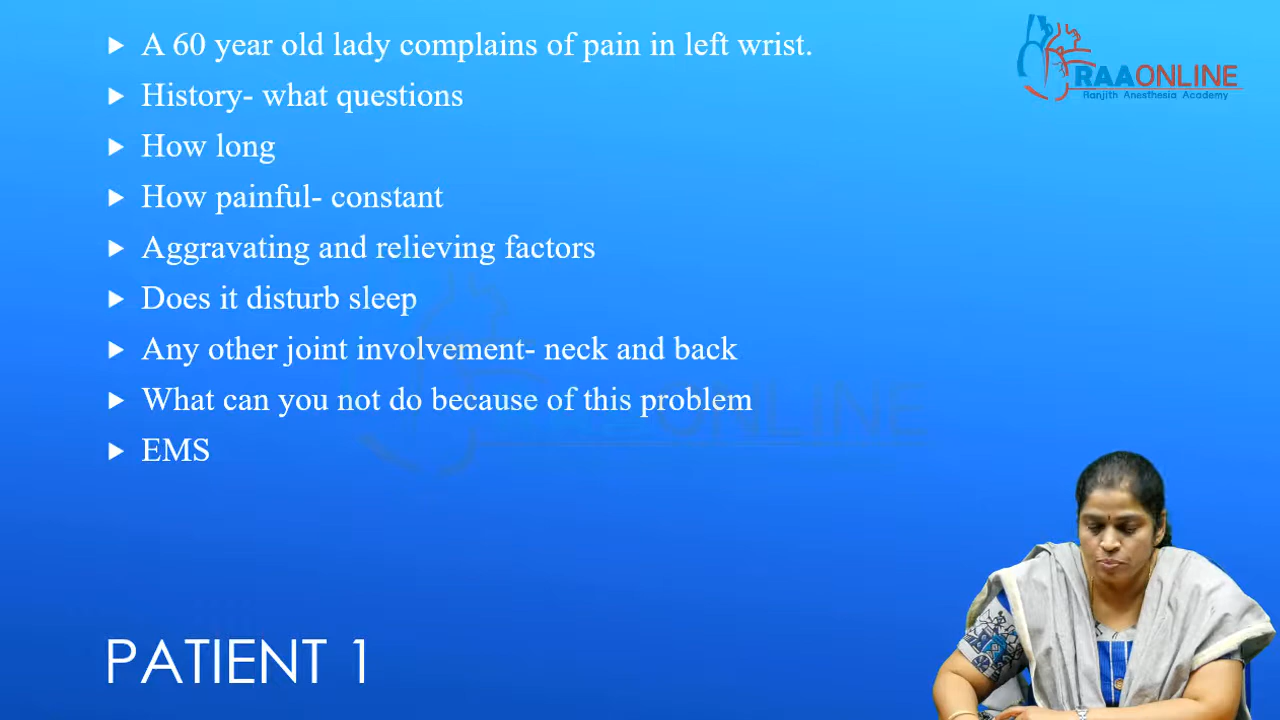 A 60 year old lady complains of pain in left wrist.
History- what questions
How long
How painful- constant
Aggravating and relieving factors
Does it disturb sleep
Any other joint involvement- neck and back
What can you not do because of this problem
EMS
PATIENT 1
RAAONLINE
Ranjith Anesthesia Academy
ONLINE